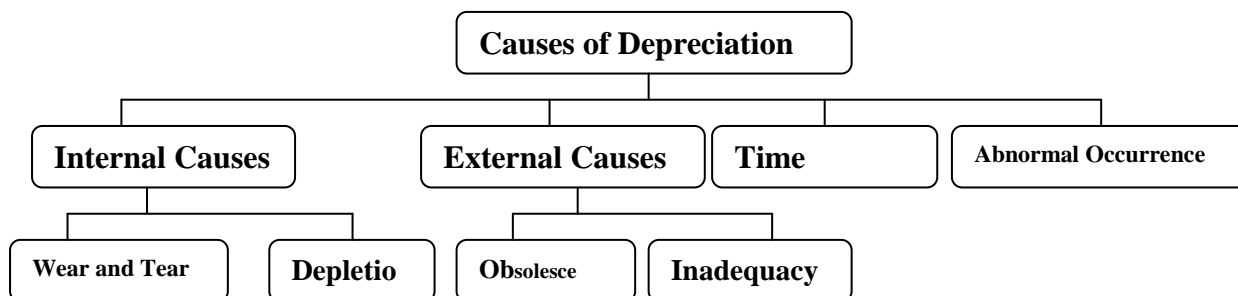 Causes of Depreciation
Internal Causes
External Causes
Time
Abnormal Occurrence
Wear and Tear
Depletio
Obsolesce
Inadequacy